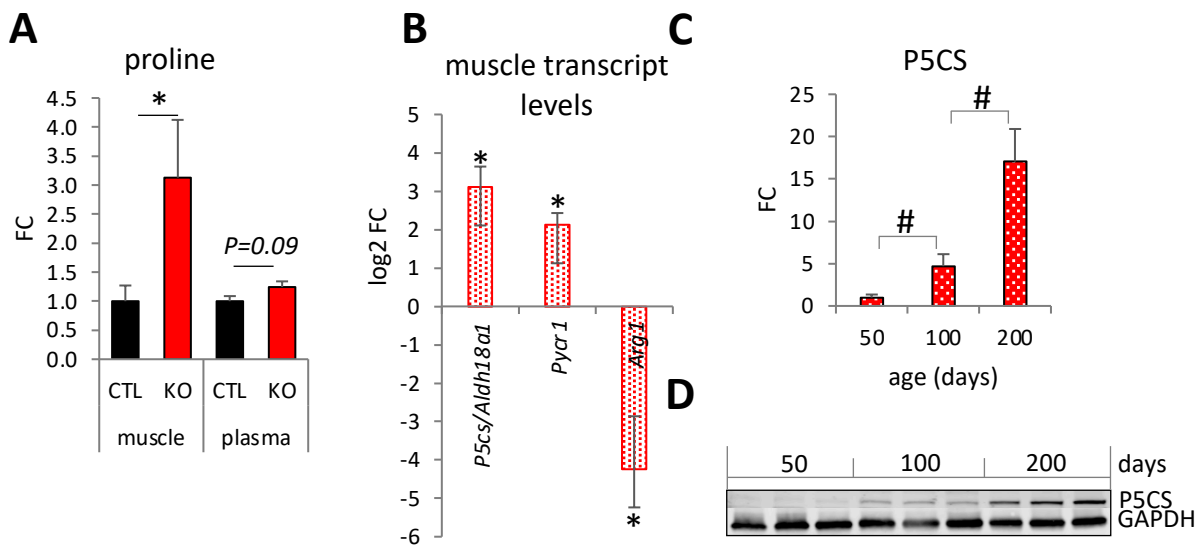 A
proline
FC
4.5
4.0
3.5
3.0
2.5
2.0
1.5
1.0
0.5
0.0
*
P=0.09
CTL KO CTL KO
muscle plasma
B
muscle transcript
levels
log2 FC
5
4
3
2
1
0
-1
-2
-3
-4
-5
-6
*
*
*
P5cs/Aldh18a1
Pycr1
Arg1
C
P5CS
FC
25
20
15
10
5
0
#
#
50 100 200
age (days)
D
50 100 200 days
P5CS
GAPDH